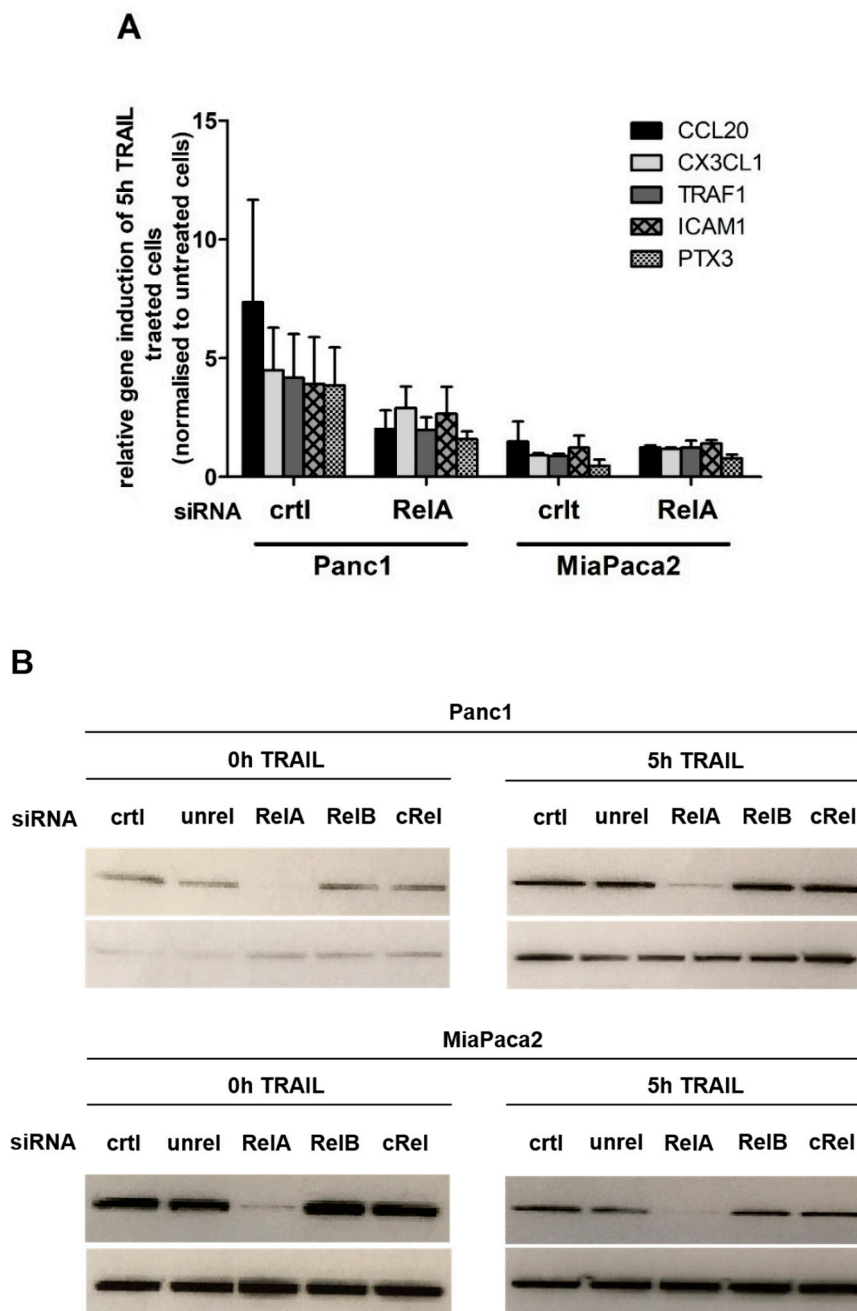 A
relative gene induction of 5h TRAIL
traeted cells
(normalised to untreated cells)
15
10
5
0
CCL20
CX3CL1
TRAF1
ICAM1
PTX3
siRNA crtl RelA crlt RelA
Panc1 MiaPaca2
B
Panc1
0h TRAIL 5h TRAIL
siRNA crtl unrel RelA RelB cRel crtl unrel RelA RelB cRel
MiaPaca2
0h TRAIL 5h TRAIL
siRNA crtl unrel RelA RelB cRel crtl unrel RelA RelB cRel